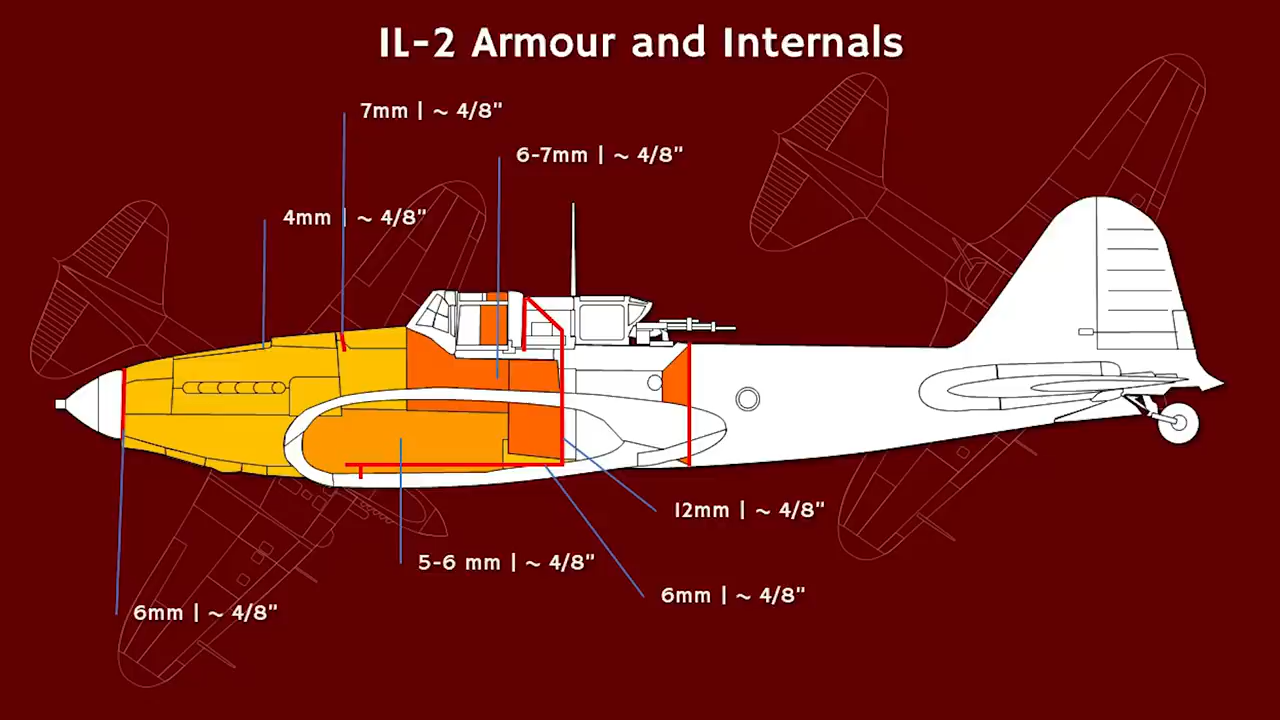 IL-2 Armour and Internals
7mm | ~ 4/8"
6-7mm | ~ 4/8"
4mm | ~ 4/8"
12mm | ~ 4/8"
5-6 mm | ~ 4/8"
6mm | ~ 4/8"
6mm | ~ 4/8"